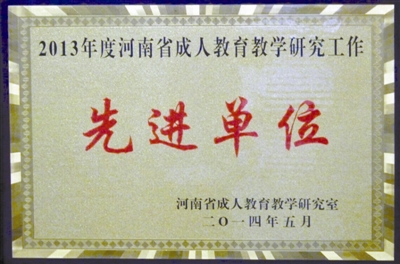 2013年度河南省成人教育教学研究工作
先进单位
河南省成人教育教学研究室
二〇一四年五月